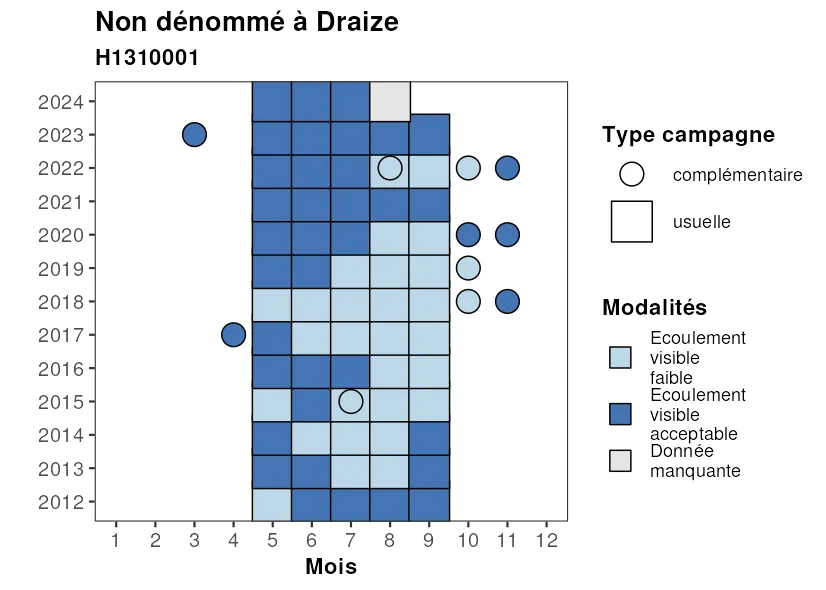 Non dénommé à Draize
H1310001
2024
2023
2022
2021
2020
2019
2018
2017
2016
2015
2014
2013
2012
1 2 3 4 5 6 7 8 9 10 11 12
Mois
Type campagne
complémentaire
usuelle
Modalités
Ecoulement
visible
faible
Ecoulement
visible
acceptable
Donnée
manquante